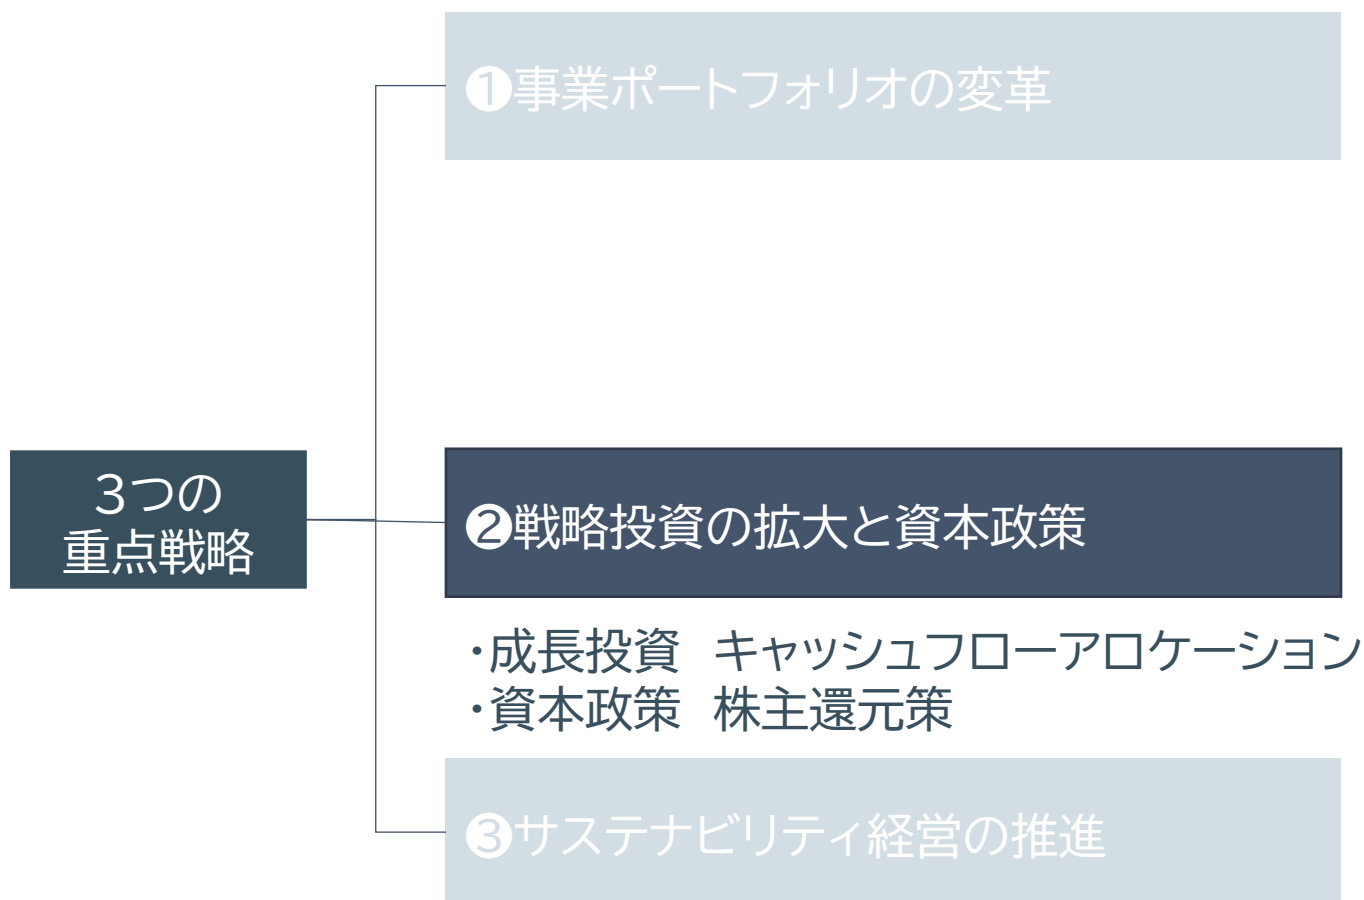 ❶事業ポートフォリオの変革
3つの
重点戦略
❷戦略投資の拡大と資本政策
・成長投資　キャッシュフローアロケーション
・資本政策　株主還元策
❸サステナビリティ経営の推進